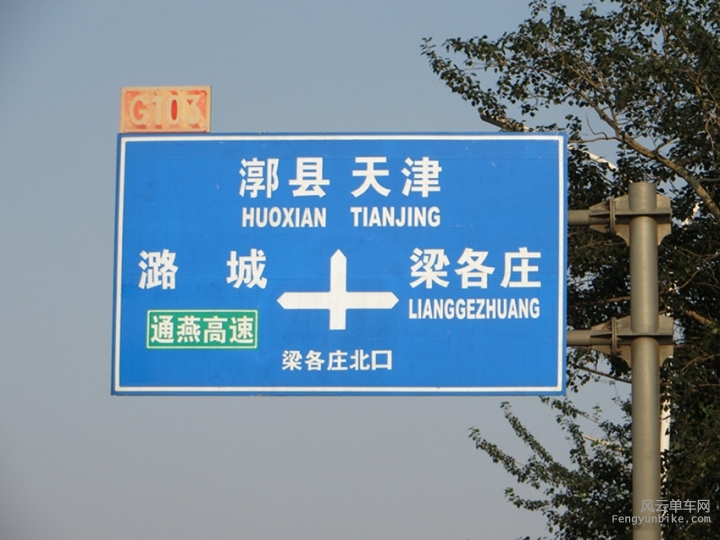 G103
漷县 天津
HUOXIAN TIANJING
潞 城
梁各庄
LIANGGEZHUANG
通燕高速
梁各庄北口
风云单车网
Fengyunbike.com